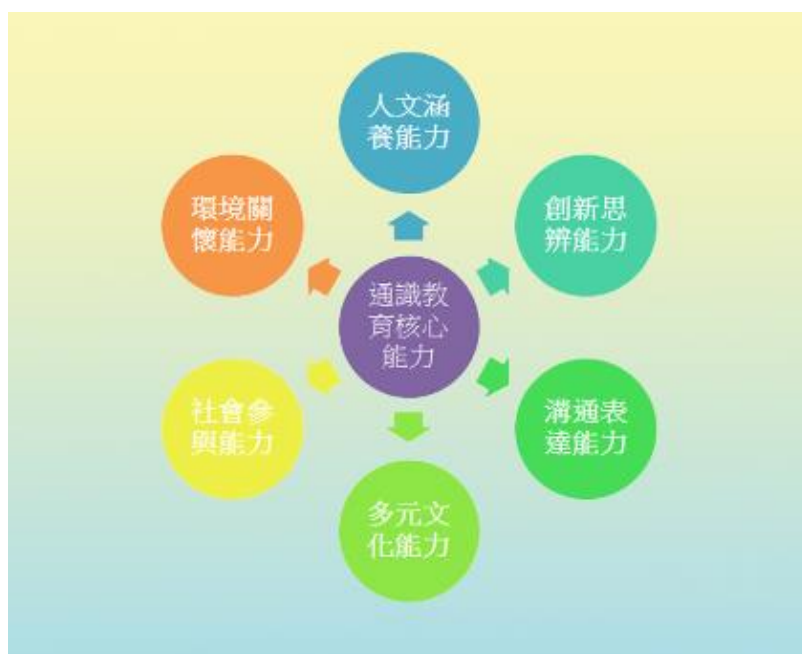 人文涵
養能力
環境關
懷能力
創新思
辨能力
通識教
育核心
能力
社會參
與能力
溝通表
達能力
多元文
化能力